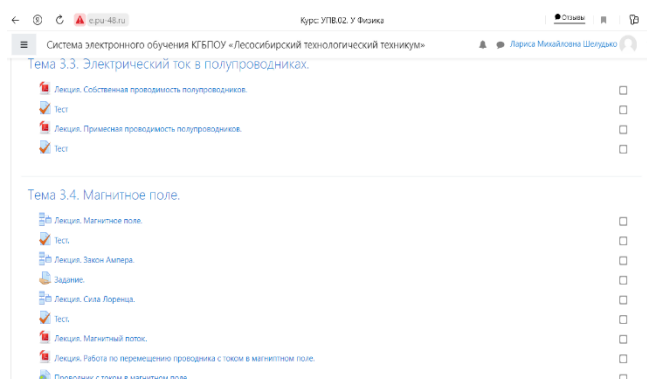 e.pu-48.ru
Курс: УПВ.02. У Физика
Отзывы
Система электронного обучения КГБПОУ «Лесосибирский технологический техникум»
Лариса Михайловна Шелудько
Тема 3.3. Электрический ток в полупроводниках.
Лекция. Собственная проводимость полупроводников.
Тест
Лекция. Примесная проводимость полупроводников.
Тест
Тема 3.4. Магнитное поле.
Лекция. Магнитное поле.
Тест.
Лекция. Закон Ампера.
Задание.
Лекция. Сила Лоренца.
Тест.
Лекция. Магнитный поток.
Лекция. Работа по перемещению проводника с током в магнитном поле.
Проводник с током в магнитном поле